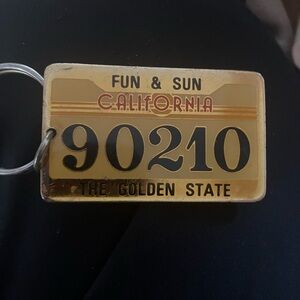 FUN & SUN
CALIFORNIA
90210
THE GOLDEN STATE